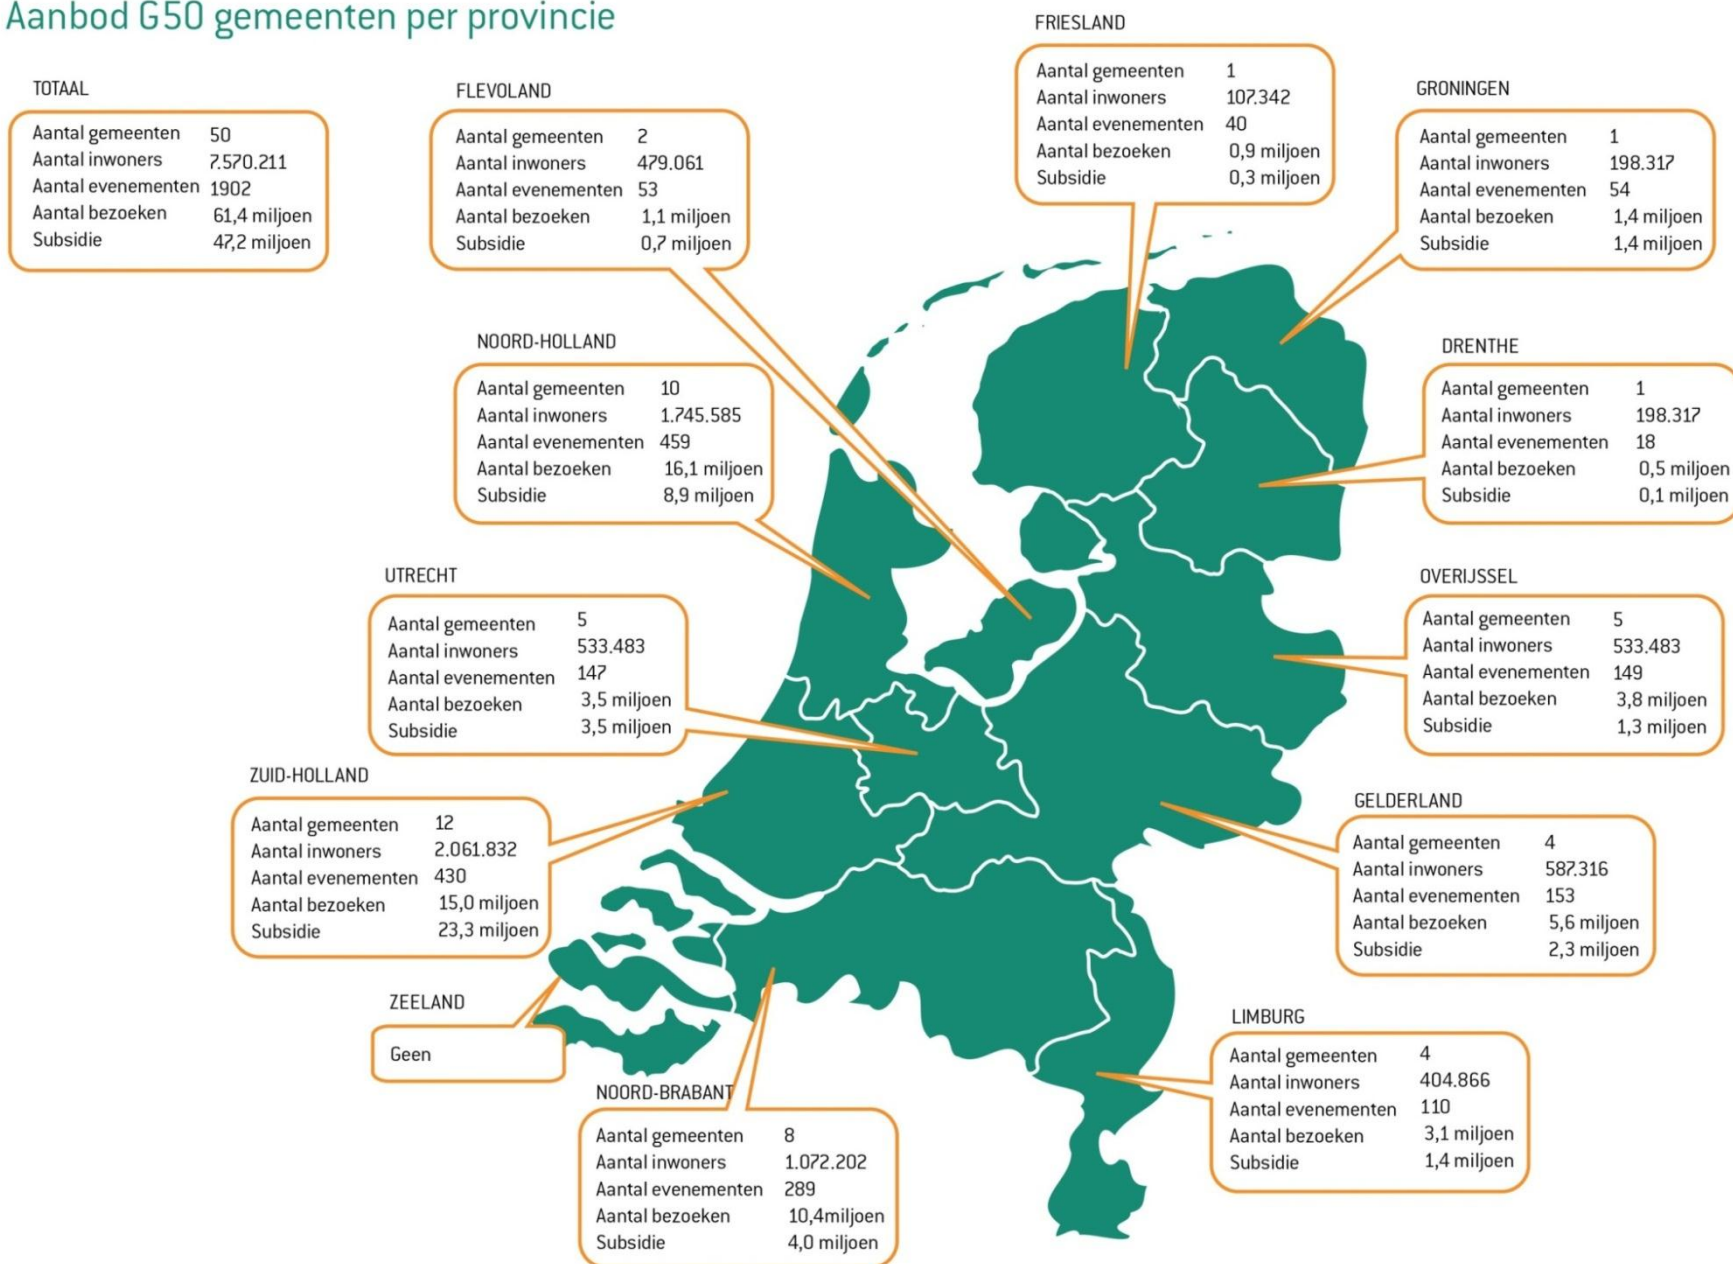 Aanbod G50 gemeenten per provincie
TOTAAL
Aantal gemeenten 50
Aantal inwoners 7.570.211
Aantal evenementen 1902
Aantal bezoeken 61,4 miljoen
Subsidie 47,2 miljoen
FLEVOLAND
Aantal gemeenten 2
Aantal inwoners 479.061
Aantal evenementen 53
Aantal bezoeken 1,1 miljoen
Subsidie 0,7 miljoen
FRIESLAND
Aantal gemeenten 1
Aantal inwoners 107.342
Aantal evenementen 40
Aantal bezoeken 0,9 miljoen
Subsidie 0,3 miljoen
GRONINGEN
Aantal gemeenten 1
Aantal inwoners 198.317
Aantal evenementen 54
Aantal bezoeken 1,4 miljoen
Subsidie 1,4 miljoen
NOORD-HOLLAND
Aantal gemeenten 10
Aantal inwoners 1.745.585
Aantal evenementen 459
Aantal bezoeken 16,1 miljoen
Subsidie 8,9 miljoen
DRENTHE
Aantal gemeenten 1
Aantal inwoners 198.317
Aantal evenementen 18
Aantal bezoeken 0,5 miljoen
Subsidie 0,1 miljoen
UTRECHT
Aantal gemeenten 5
Aantal inwoners 533.483
Aantal evenementen 147
Aantal bezoeken 3,5 miljoen
Subsidie 3,5 miljoen
OVERIJSSEL
Aantal gemeenten 5
Aantal inwoners 533.483
Aantal evenementen 149
Aantal bezoeken 3,8 miljoen
Subsidie 1,3 miljoen
ZUID-HOLLAND
Aantal gemeenten 12
Aantal inwoners 2.061.832
Aantal evenementen 430
Aantal bezoeken 15,0 miljoen
Subsidie 23,3 miljoen
GELDERLAND
Aantal gemeenten 4
Aantal inwoners 587.316
Aantal evenementen 153
Aantal bezoeken 5,6 miljoen
Subsidie 2,3 miljoen
ZEELAND
Geen
NOORD-BRABANT
Aantal gemeenten 8
Aantal inwoners 1.072.202
Aantal evenementen 289
Aantal bezoeken 10,4miljoen
Subsidie 4,0 miljoen
LIMBURG
Aantal gemeenten 4
Aantal inwoners 404.866
Aantal evenementen 110
Aantal bezoeken 3,1 miljoen
Subsidie 1,4 miljoen